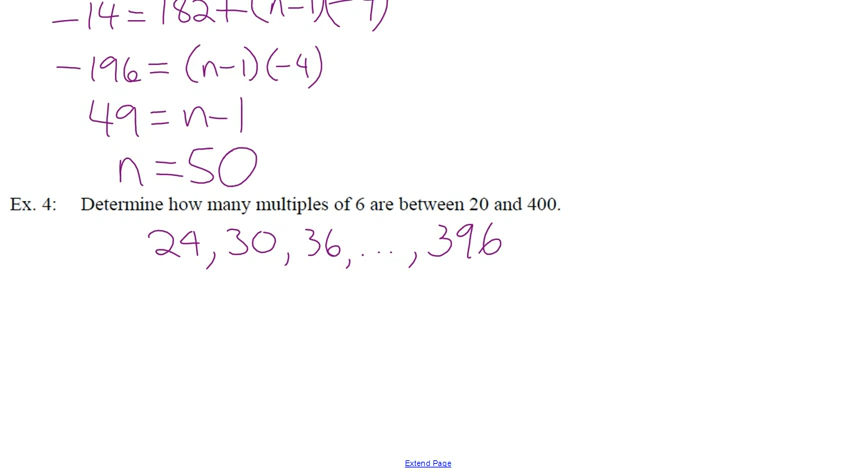 -14 = 182 + (n-1)(-4)
-196 = (n-1)(-4)
49 = n-1
n = 50
Ex. 4: Determine how many multiples of 6 are between 20 and 400.
24, 30, 36, ..., 396
Extend Page